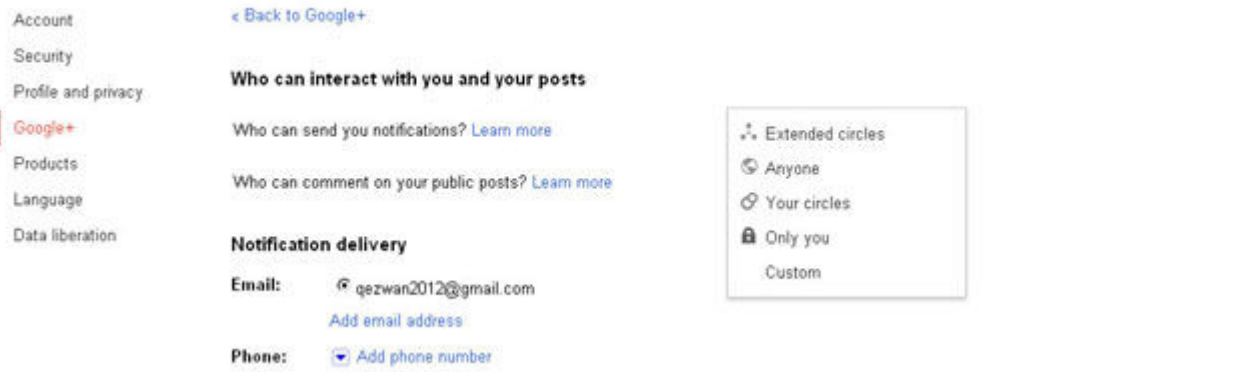 Account
Security
Profile and privacy
Google+
Products
Language
Data liberation
« Back to Google+
Who can interact with you and your posts
Who can send you notifications? Learn more
Who can comment on your public posts? Learn more
Extended circles
Anyone
Your circles
Only you
Custom
Notification delivery
Email: qezwan2012@gmail.com
Add email address
Phone: Add phone number